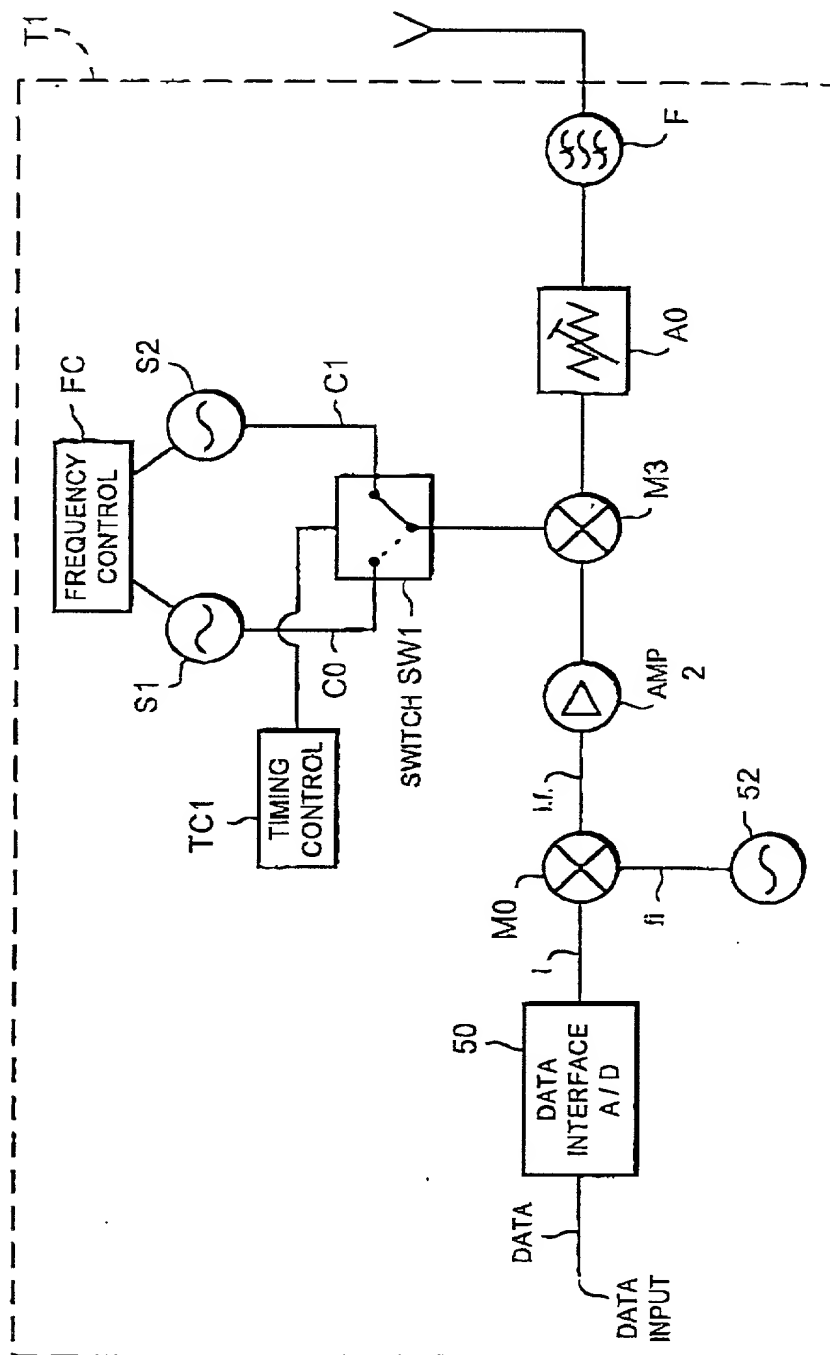 T1
FC
FREQUENCY
CONTROL
S1
S2
C0
C1
TC1
TIMING
CONTROL
SWITCH SW1
50
DATA
INTERFACE
A/D
DATA
DATA
INPUT
I
M0
fi
52
AMP
2
M3
A0
F